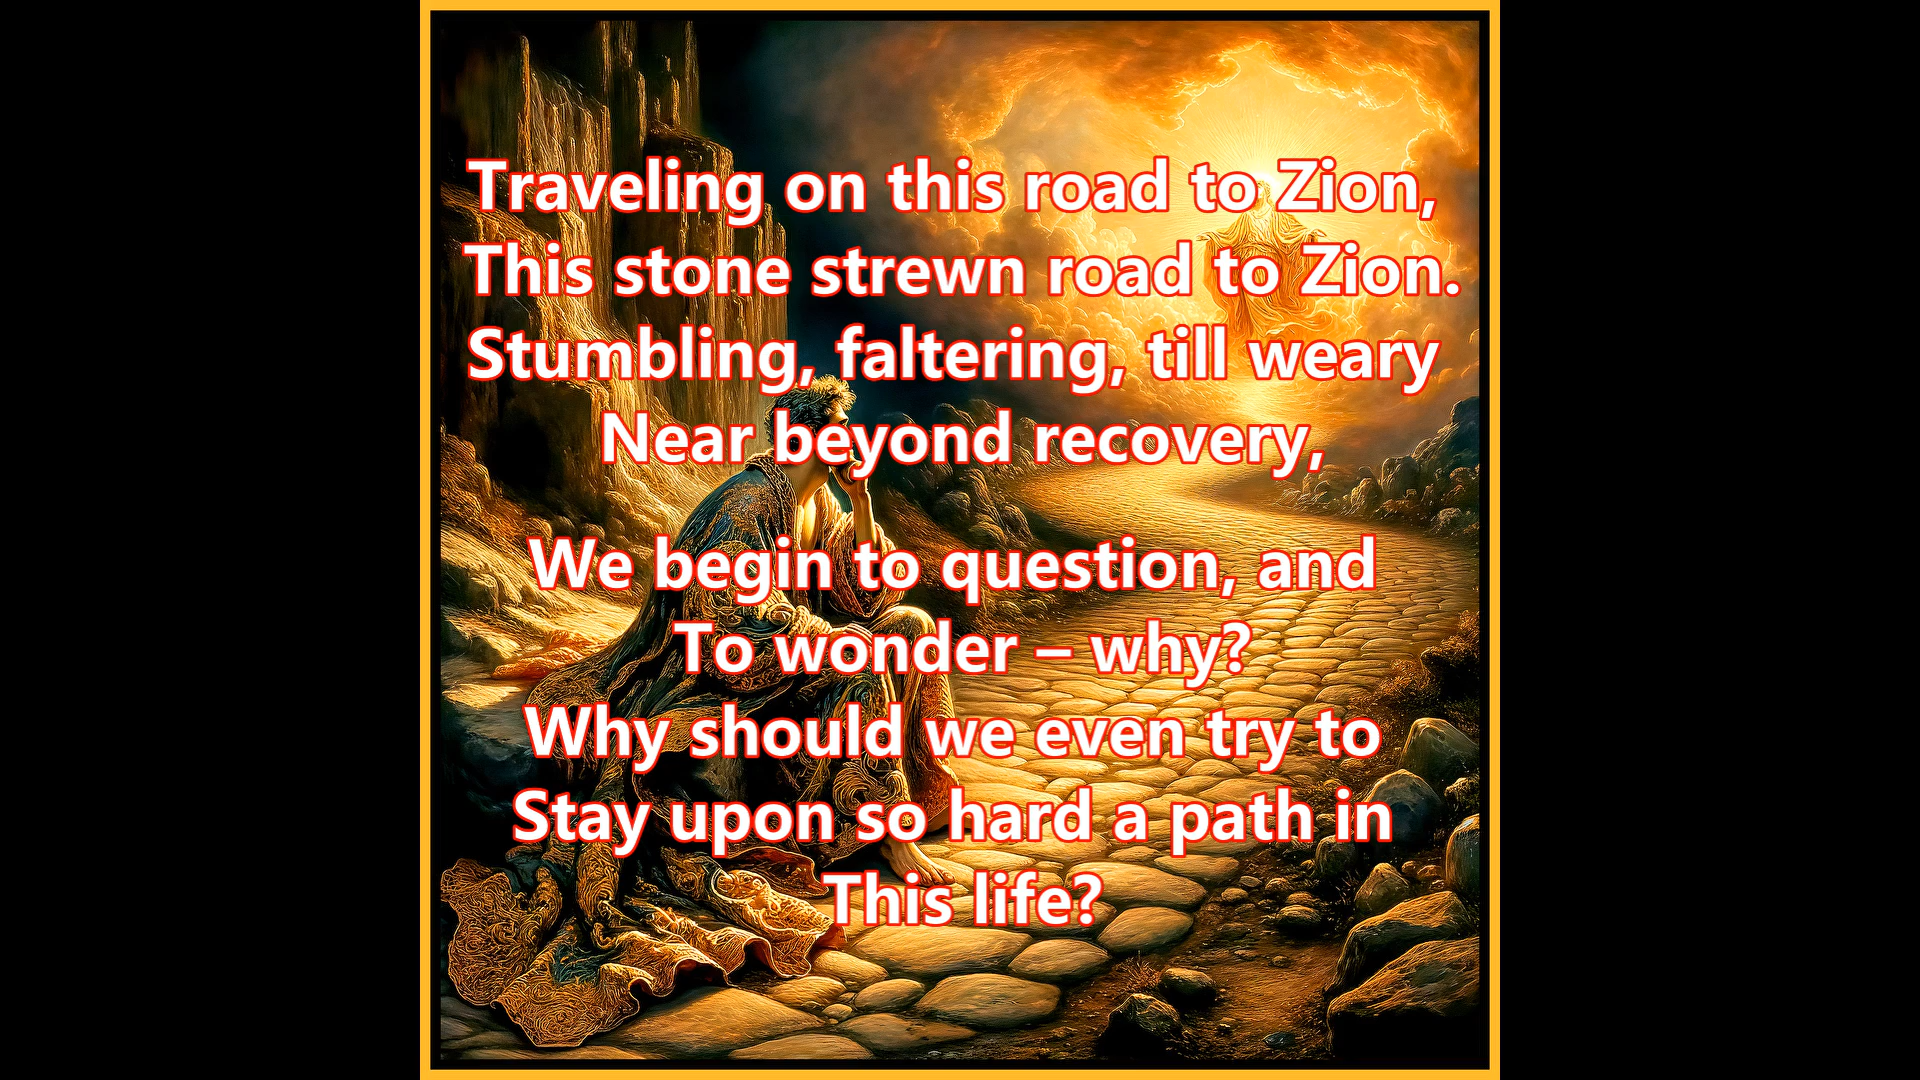 Traveling on this road to Zion,
This stone strewn road to Zion.
Stumbling, faltering, till weary
Near beyond recovery,
We begin to question, and
To wonder – why?
Why should we even try to
Stay upon so hard a path in
This life?